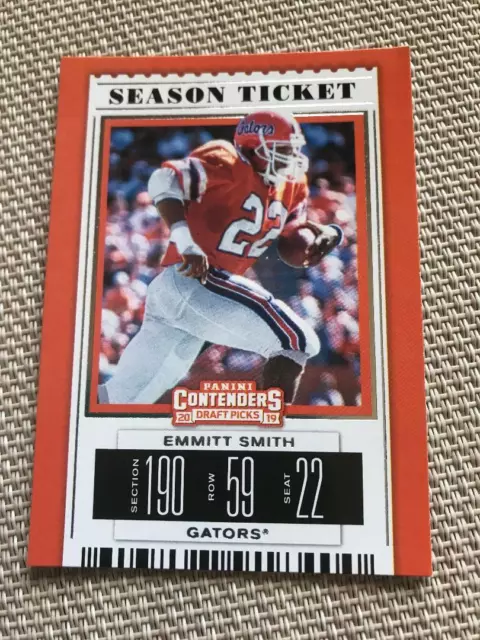 SEASON TICKET
Gators
22
PANINI
CONTENDERS
20 DRAFT PICKS 19
EMMITT SMITH
SECTION 190 ROW 59 SEAT 22
GATORS®